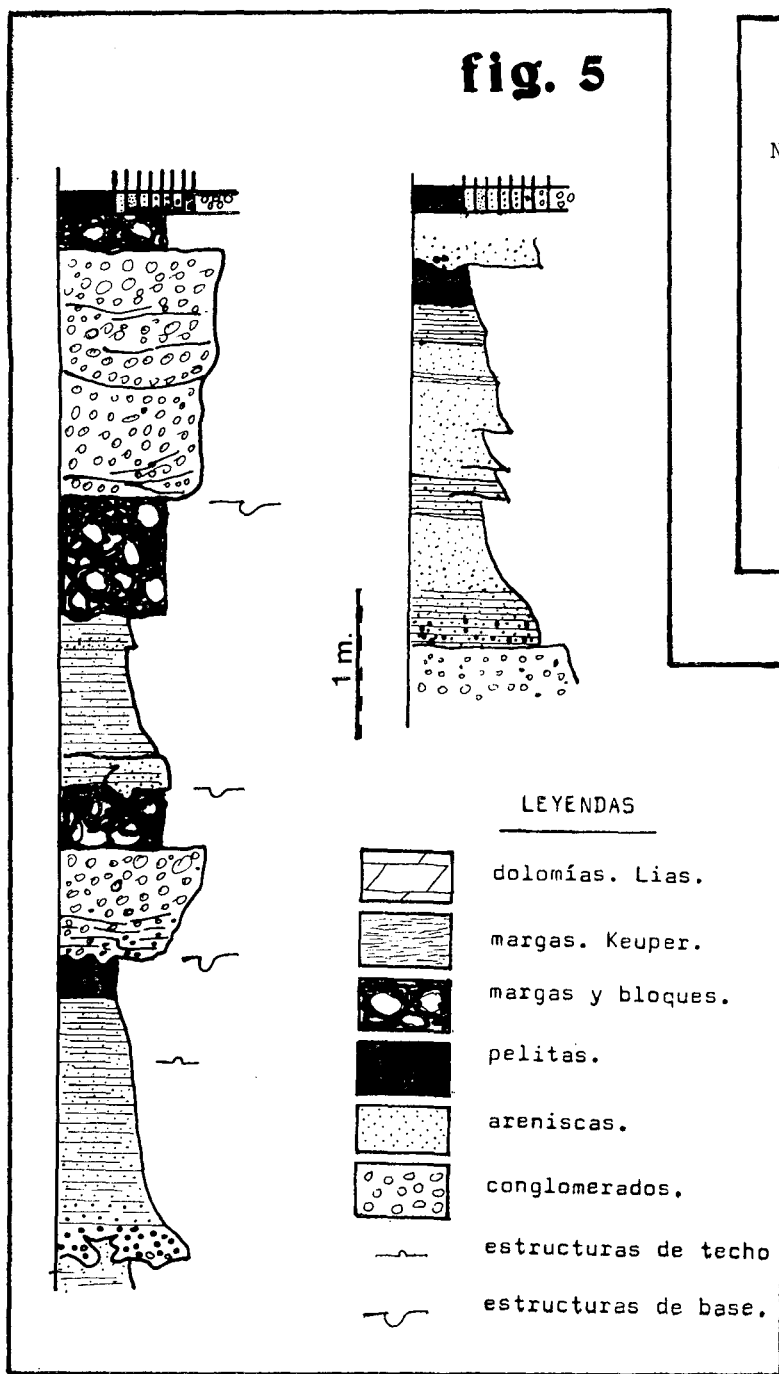 fig. 5
N
1 m.
LEYENDAS
dolomías. Lias.
margas. Keuper.
margas y bloques.
pelitas.
areniscas.
conglomerados.
estructuras de techo
estructuras de base.